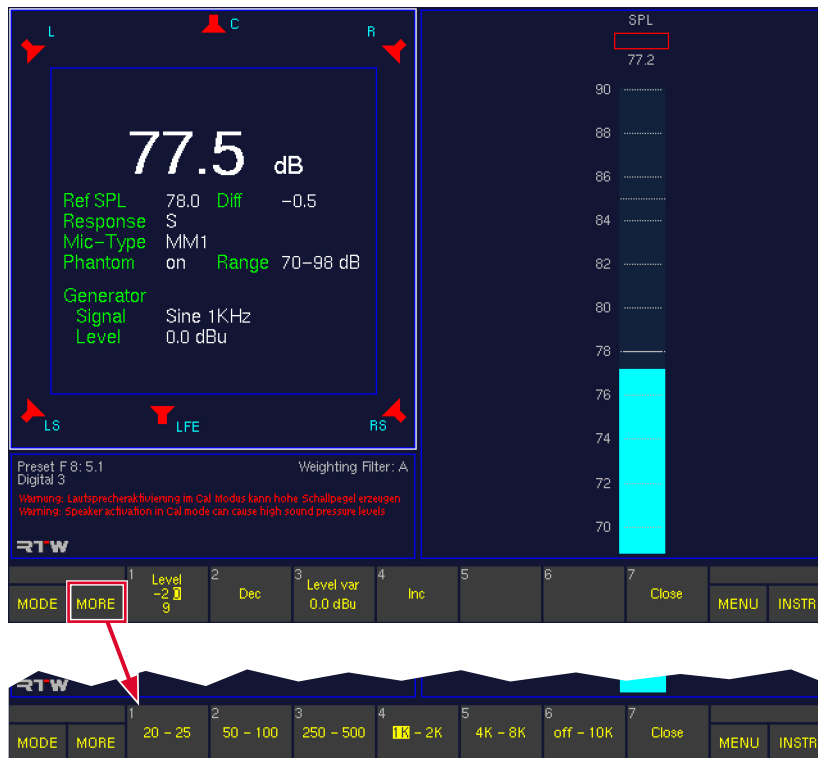 L C R
77.5 dB
Ref SPL 78.0 Diff -0.5
Response S
Mic-Type MM1
Phantom on Range 70-98 dB
Generator
Signal Sine 1KHz
Level 0.0 dBu
LS LFE RS
Preset F 8: 5.1 Weighting Filter: A
Digital 3
Warnung: Lautsprecheraktivierung im Cal Modus kann hohe Schallpegel erzeugen
Warning: Speaker activation in Cal mode can cause high sound pressure levels
RTW
SPL
77.2
90
88
86
84
82
80
78
76
74
72
70
MODE MORE
1 Level
-2 0
9
2 Dec
3 Level var
0.0 dBu
4 Inc
5
6
7 Close
MENU INSTR
RTW
MODE MORE
1 20 - 25
2 50 - 100
3 250 - 500
4 1K - 2K
5 4K - 8K
6 off - 10K
7 Close
MENU INSTR